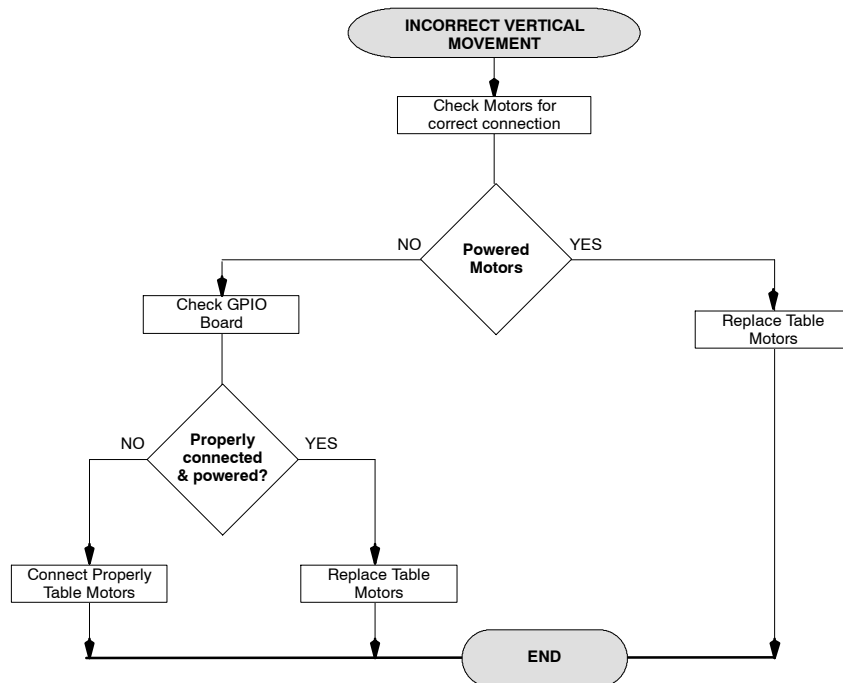 INCORRECT VERTICAL
MOVEMENT
Check Motors for
correct connection
NO
YES
Powered
Motors
Check GPIO
Board
Replace Table
Motors
NO
YES
Properly
connected
& powered?
Connect Properly
Table Motors
Replace Table
Motors
END